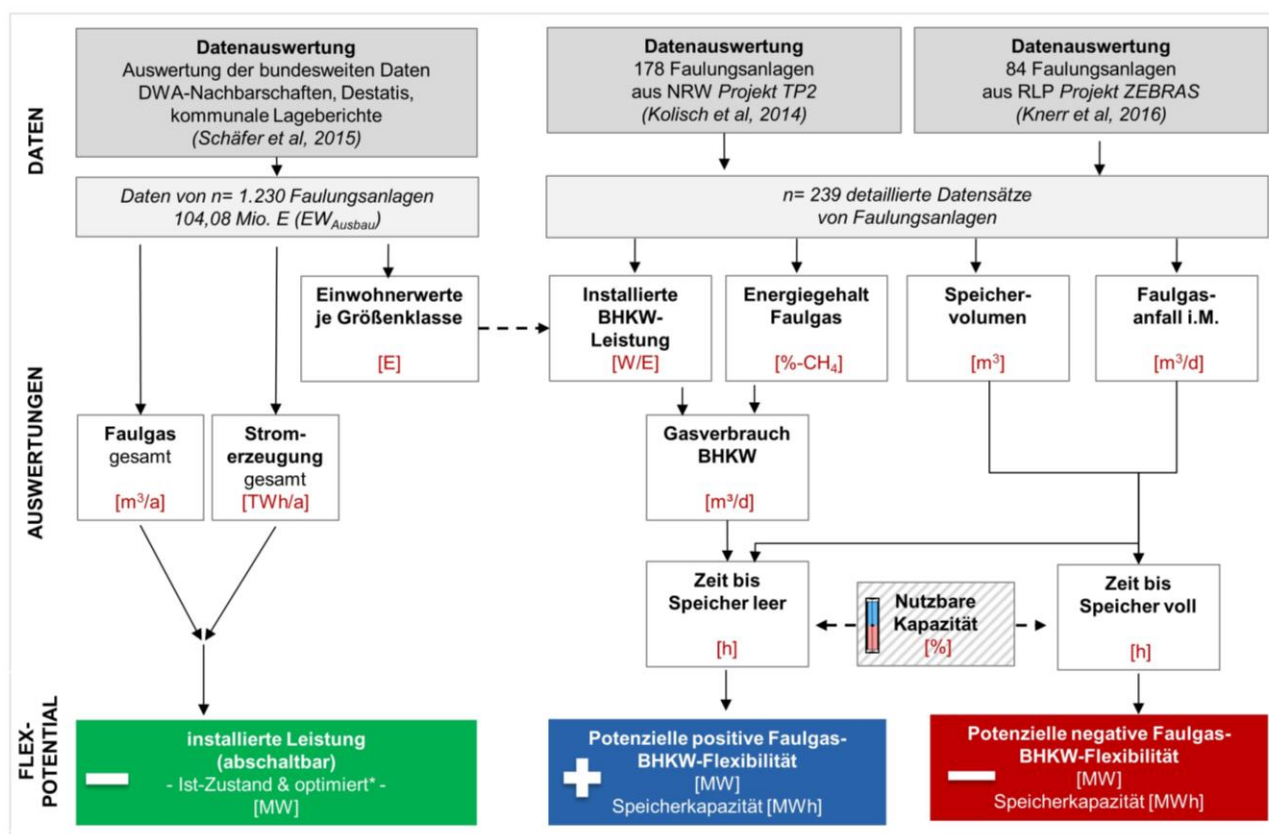 DATEN
Datenauswertung
Auswertung der bundesweiten Daten
DWA-Nachbarschaften, Destatis,
kommunale Lageberichte
(Schäfer et al, 2015)
Datenauswertung
178 Faulungsanlagen
aus NRW Projekt TP2
(Kolisch et al, 2014)
Datenauswertung
84 Faulungsanlagen
aus RLP Projekt ZEBRAS
(Knerr et al, 2016)
Daten von n= 1.230 Faulungsanlagen
104,08 Mio. E (EW_Ausbau)
n= 239 detaillierte Datensätze
von Faulungsanlagen
AUSWERTUNGEN
Einwohnerwerte
je Größenklasse
[E]
Installierte
BHKW-
Leistung
[W/E]
Energiegehalt
Faulgas
[%-CH₄]
Speicher-
volumen
[m³]
Faulgas-
anfall i.M.
[m³/d]
Faulgas
gesamt
[m³/a]
Strom-
erzeugung
gesamt
[TWh/a]
Gasverbrauch
BHKW
[m³/d]
Zeit bis
Speicher leer
[h]
Nutzbare
Kapazität
[%]
Zeit bis
Speicher voll
[h]
FLEX-
POTENTIAL
installierte Leistung
(abschaltbar)
- Ist-Zustand & optimiert* -
[MW]
Potenzielle positive Faulgas-
BHKW-Flexibilität
[MW]
Speicherkapazität [MWh]
Potenzielle negative Faulgas-
BHKW-Flexibilität
[MW]
Speicherkapazität [MWh]